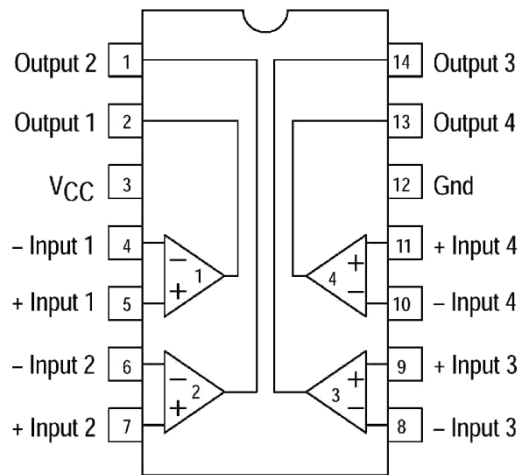 Output 2 1 14 Output 3
Output 1 2 13 Output 4
VCC 3 12 Gnd
– Input 1 4 – 1 11 + Input 4
+ Input 1 5 + 4 + – 10 – Input 4
– Input 2 6 – 2 9 + Input 3
+ Input 2 7 + 3 + – 8 – Input 3